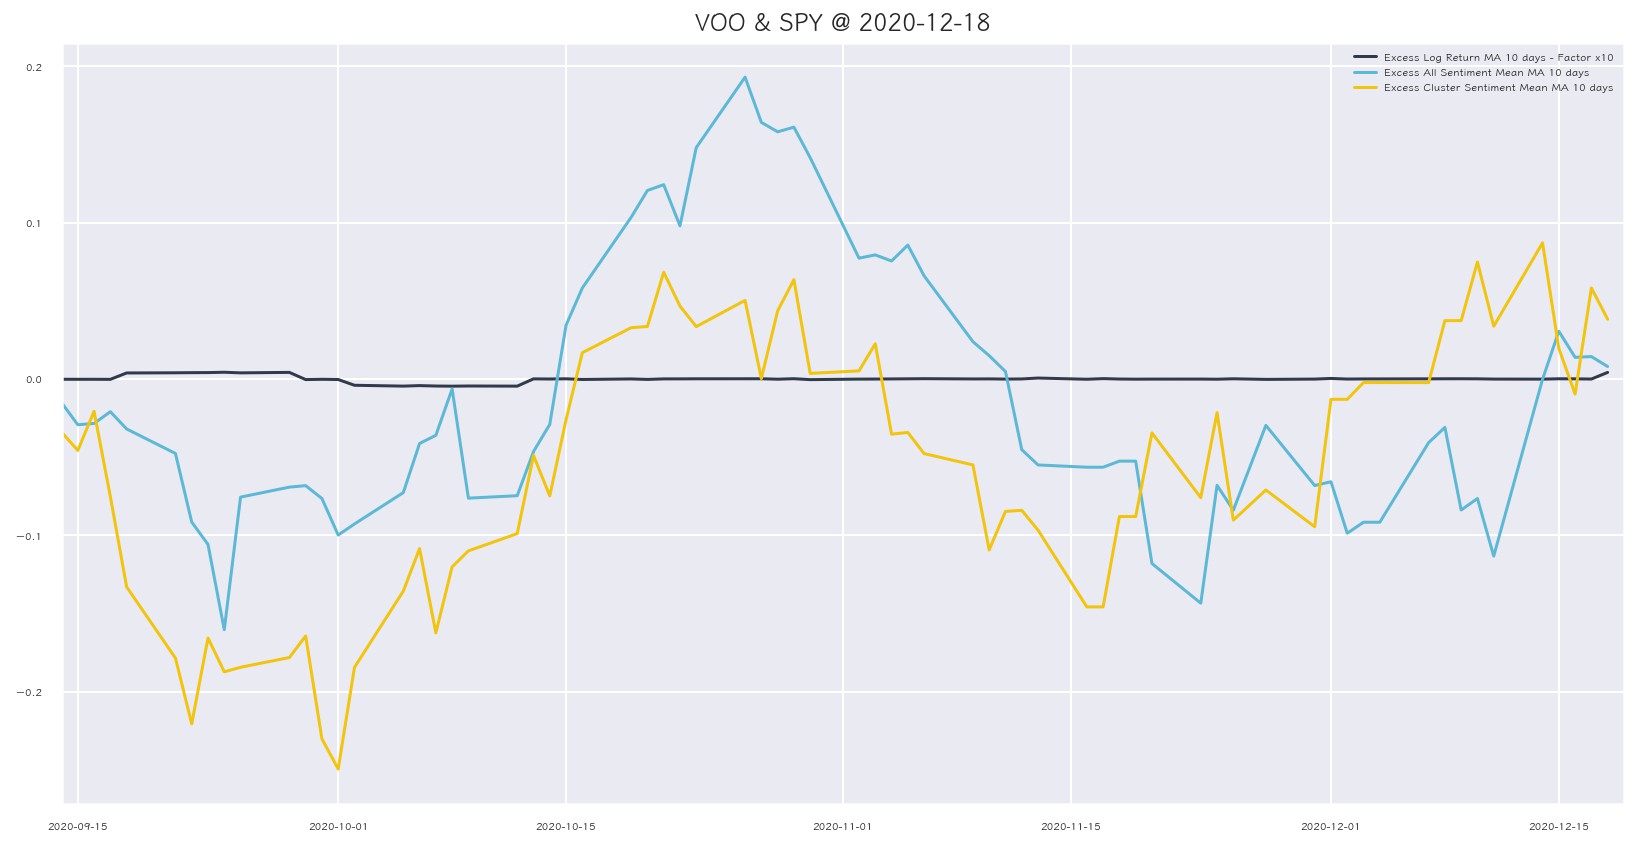 VOO & SPY @ 2020-12-18
Excess Log Return MA 10 days - Factor x10
Excess All Sentiment Mean MA 10 days
Excess Cluster Sentiment Mean MA 10 days
0.2
0.1
0.0
−0.1
−0.2
2020-09-15 2020-10-01 2020-10-15 2020-11-01 2020-11-15 2020-12-01 2020-12-15